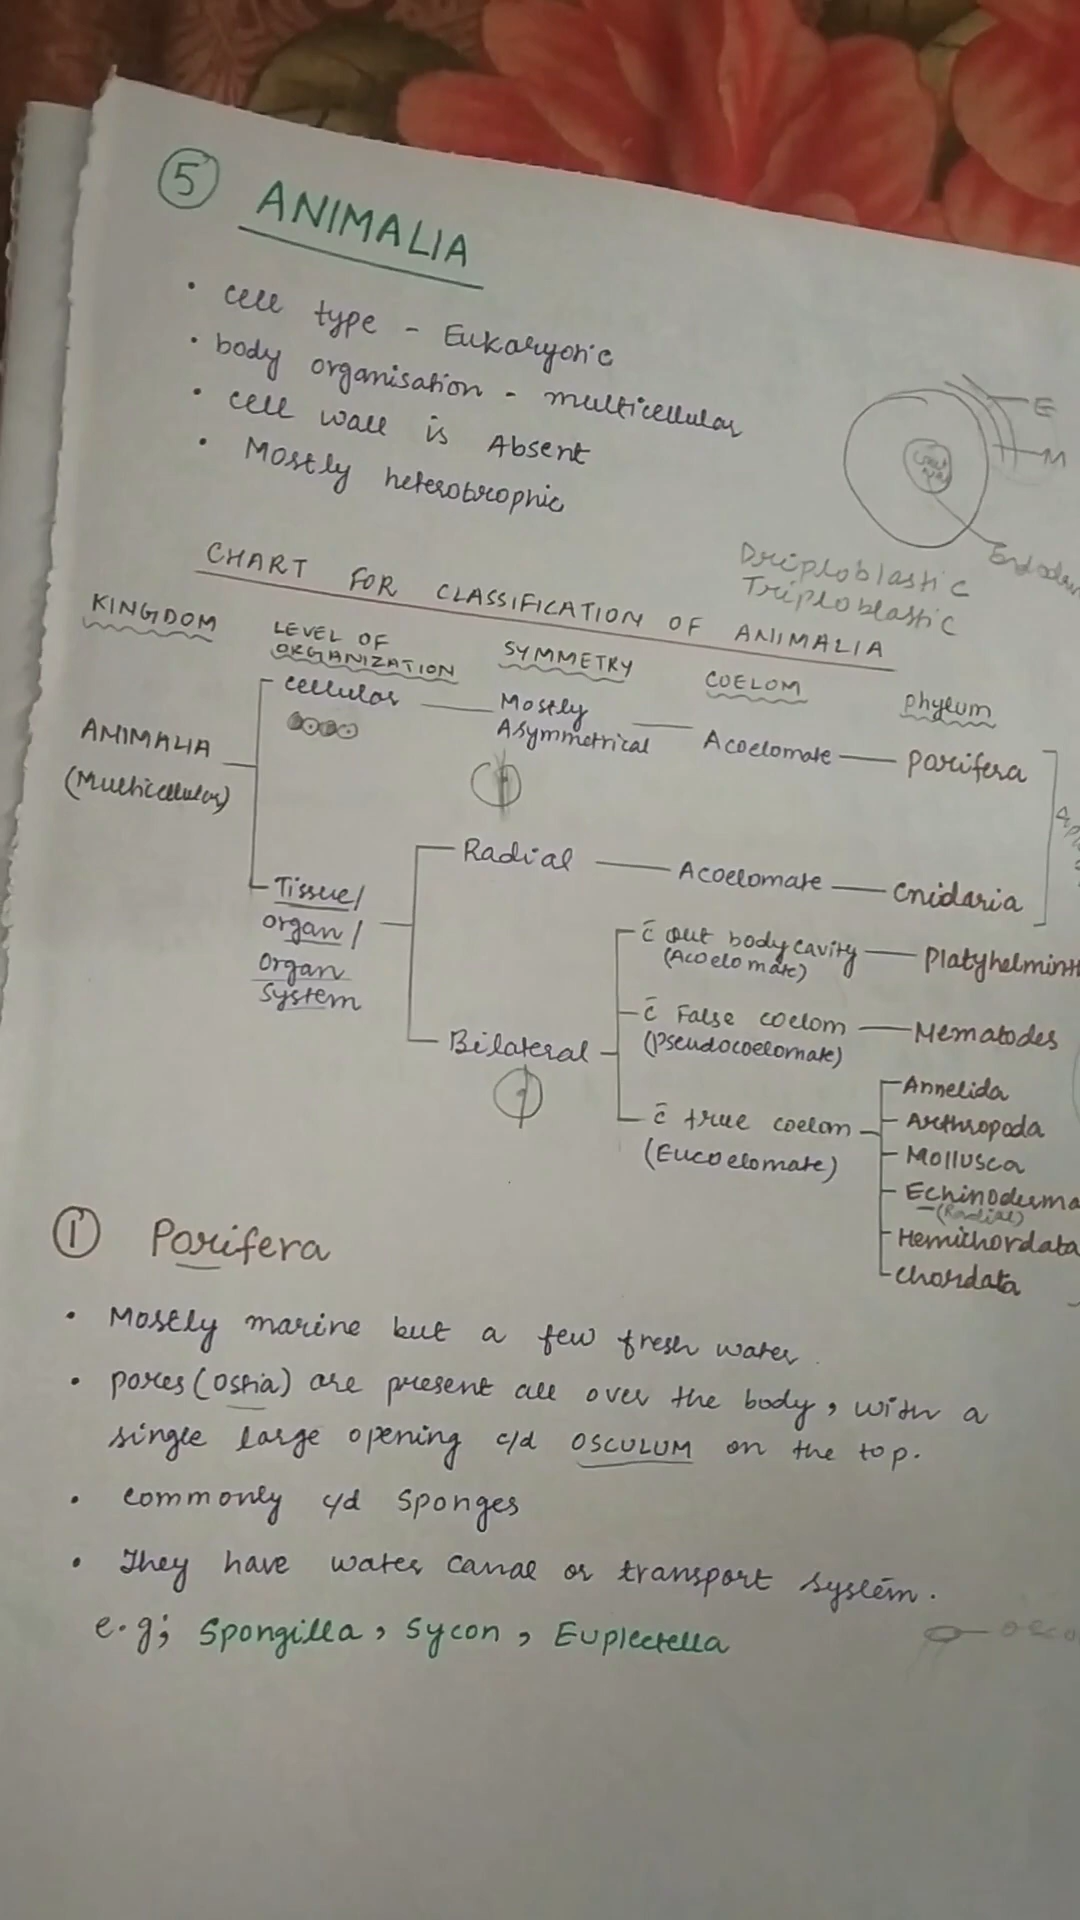 5 ANIMALIA
• cell type - Eukaryotic
• body organisation - multicellular
• cell wall is Absent
• Mostly heterotrophic
E
M
Driploblastic
Triploblastic
CHART FOR CLASSIFICATION OF ANIMALIA
KINGDOM
LEVEL OF
ORGANIZATION
SYMMETRY
COELOM
Phylum
ANIMALIA
(Multicellular)
cellular
Mostly
Asymmetrical
Acoelomate
Porifera
Tissue/
organ/
organ
system
Radial
Acoelomate
Cnidaria
Bilateral
c̄ out body cavity
(Acoelomate)
Platyhelminth
c̄ False coelom
(Pseudocoelomate)
Nematodes
c̄ true coelom
(Eucoelomate)
Annelida
Arthropoda
Mollusca
Echinoderma
(Radial)
Hemichordata
Chordata
1 Porifera
• Mostly marine but a few fresh water.
• pores (ostia) are present all over the body, with a
single large opening c/d OSCULUM on the top.
• commonly c/d Sponges
• They have water canal or transport system.
e.g; Spongilla, Sycon, Euplectella